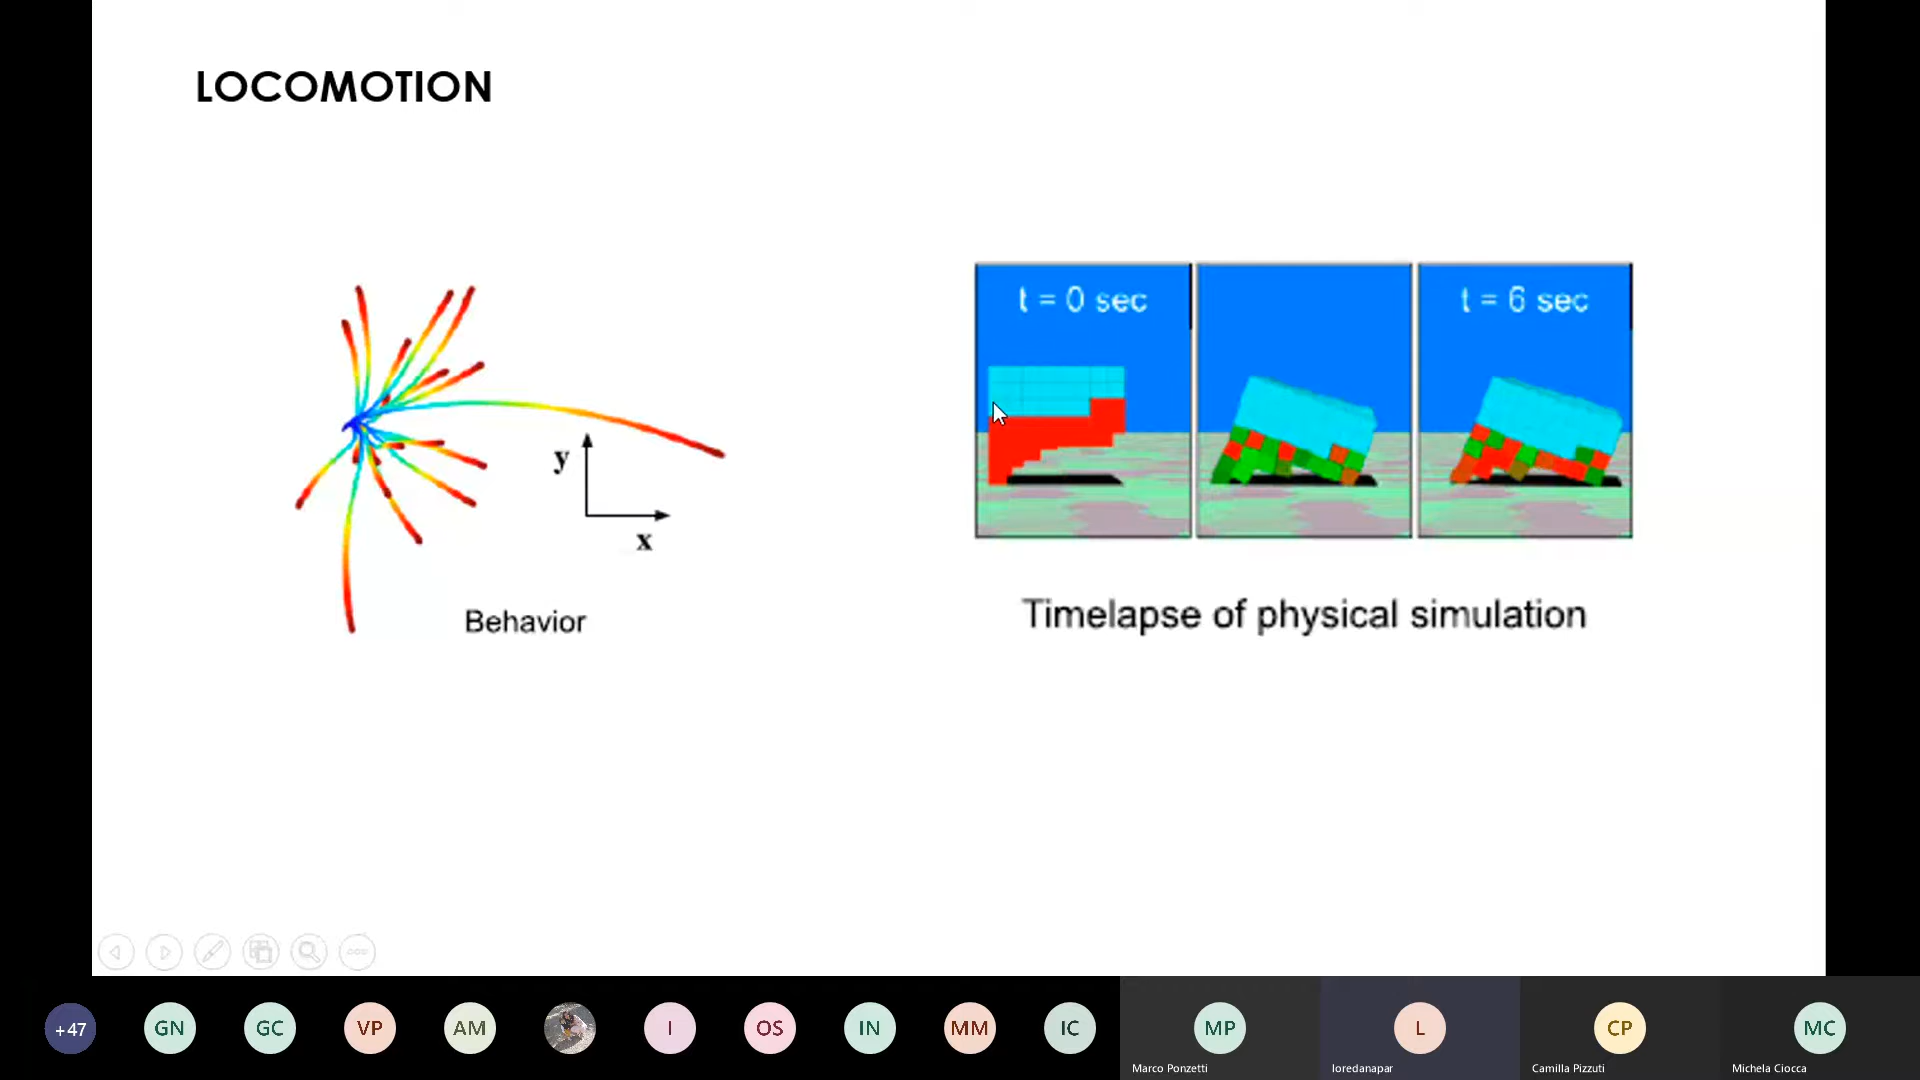 LOCOMOTION
t = 0 sec
t = 6 sec
y
x
Behavior
Timelapse of physical simulation
+47
GN
GC
VP
AM
I
OS
IN
MM
IC
MP
L
CP
MC
Marco Ponzetti
loredanapar
Camilla Pizzuti
Michela Ciocca